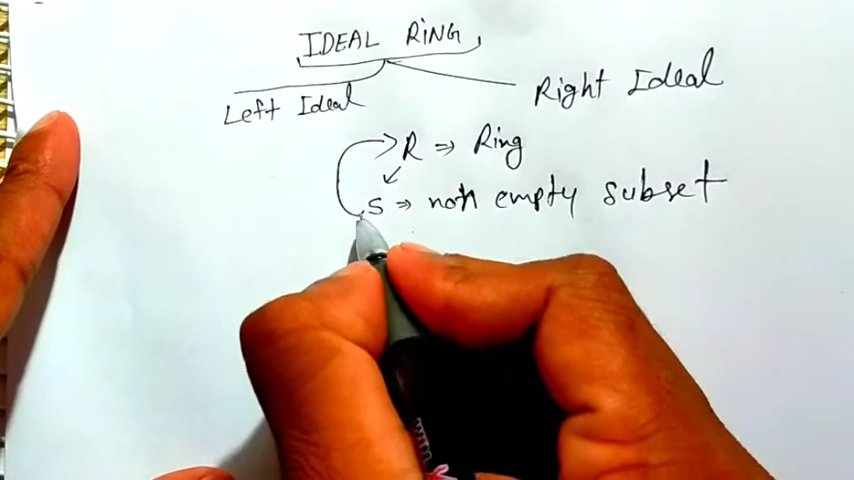 IDEAL RING
Left Ideal Right Ideal
R ⇒ Ring
S ⇒ non empty subset